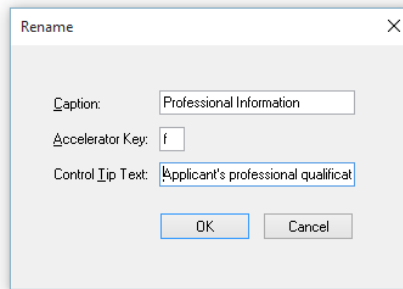 Rename
Caption: Professional Information
Accelerator Key: f
Control Tip Text: Applicant's professional qualificat
OK Cancel